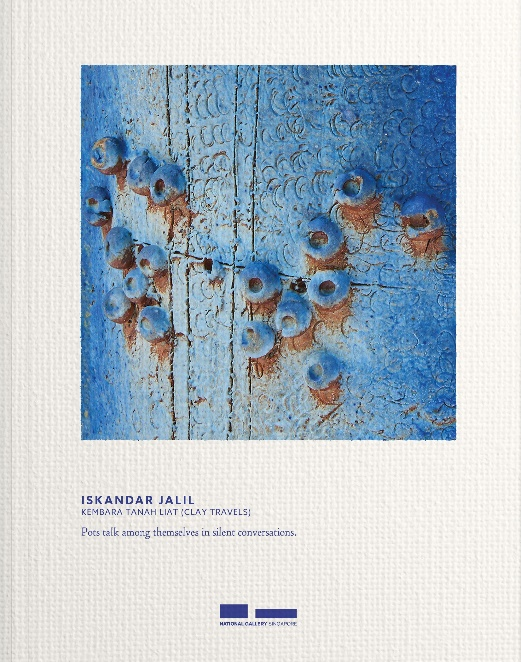 ISKANDAR JALIL
KEMBARA TANAH LIAT (CLAY TRAVELS)
Pots talk among themselves in silent conversations.
NATIONAL GALLERY SINGAPORE